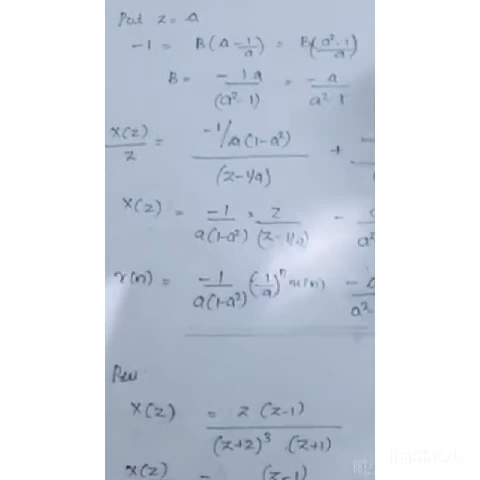 Put z = a
-1 = B(a - 1/a) = B(a²-1/a)
B = -1a/(a²-1) = -a/a²-1
X(z)/z = -1/a(1-a²)/(z-1/a) +
X(z) = -1/a(1-a²) × z/(z-1/a) -
x(n) = -1/a(1-a²) (1/a)ⁿ u(n) - a/a²-
X(z) = z(z-1)/(z+2)³.(z+1)
X(z) = (z-1)